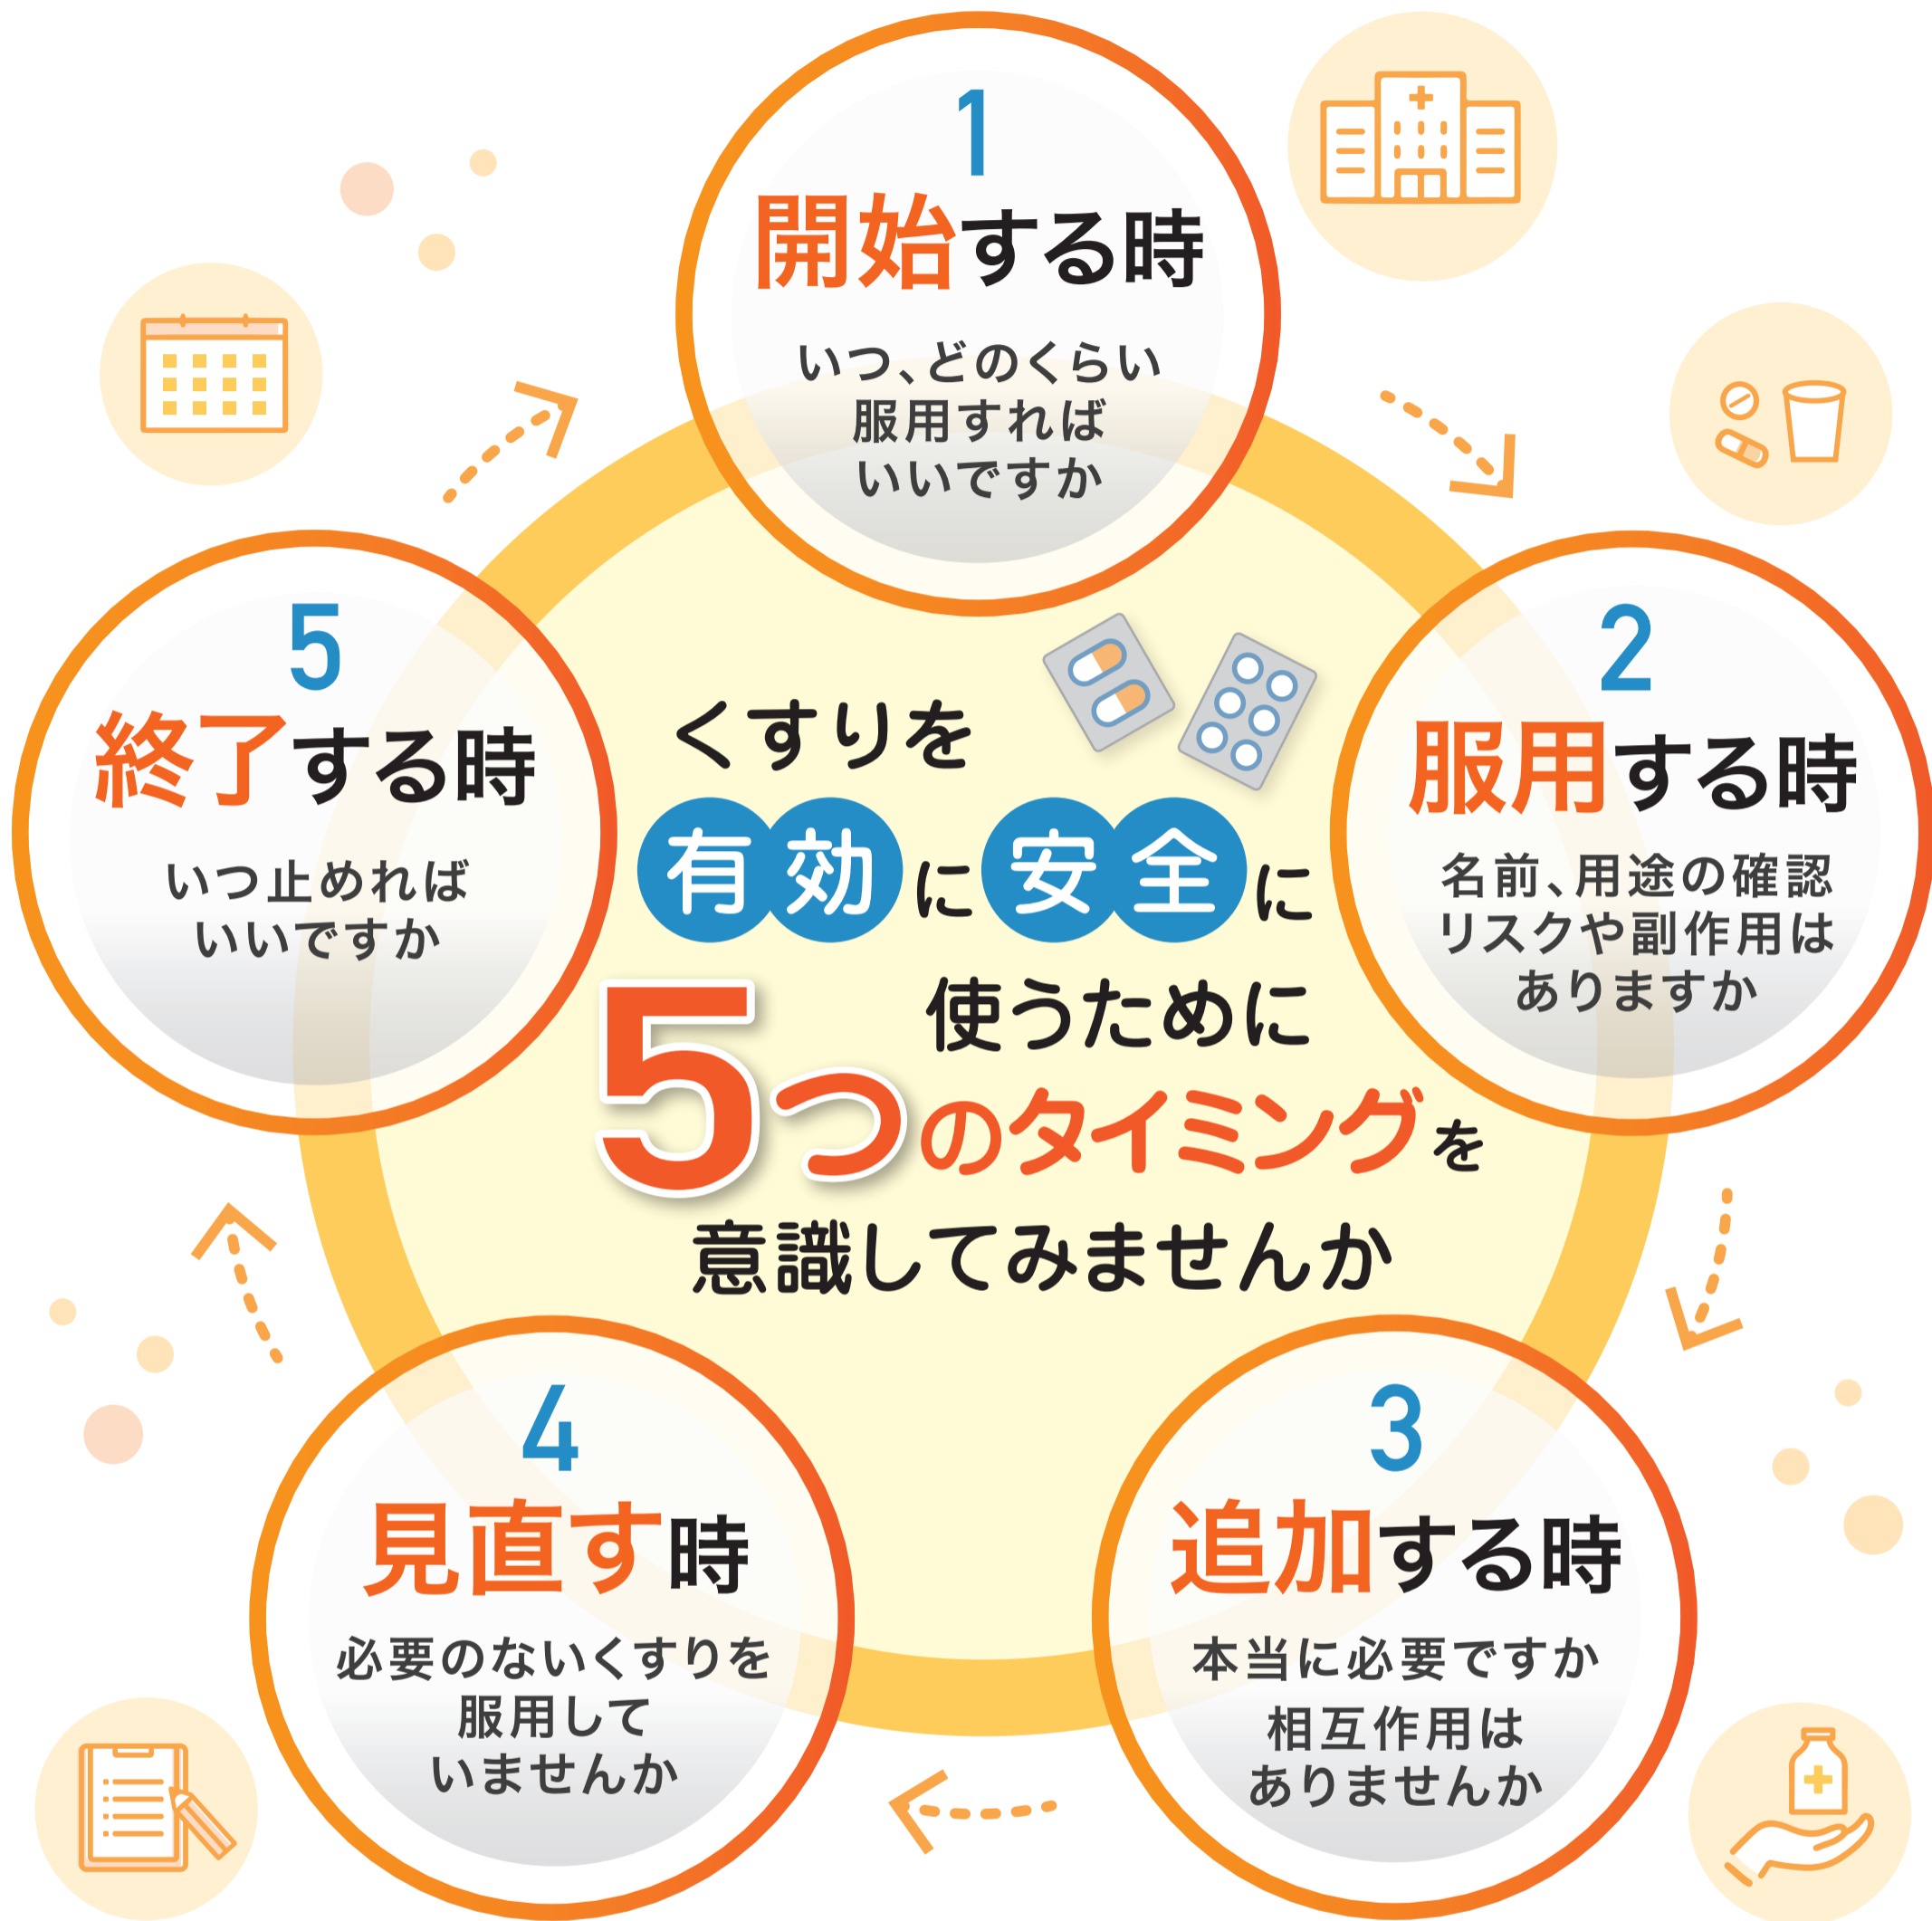 くすりを
有効に安全に
使うために
5つのタイミングを
意識してみませんか
1
開始する時
いつ、どのくらい
服用すれば
いいですか
2
服用する時
名前、用途の確認
リスクや副作用は
ありますか
3
追加する時
本当に必要ですか
相互作用は
ありませんか
4
見直す時
必要のないくすりを
服用して
いませんか
5
終了する時
いつ止めれば
いいですか